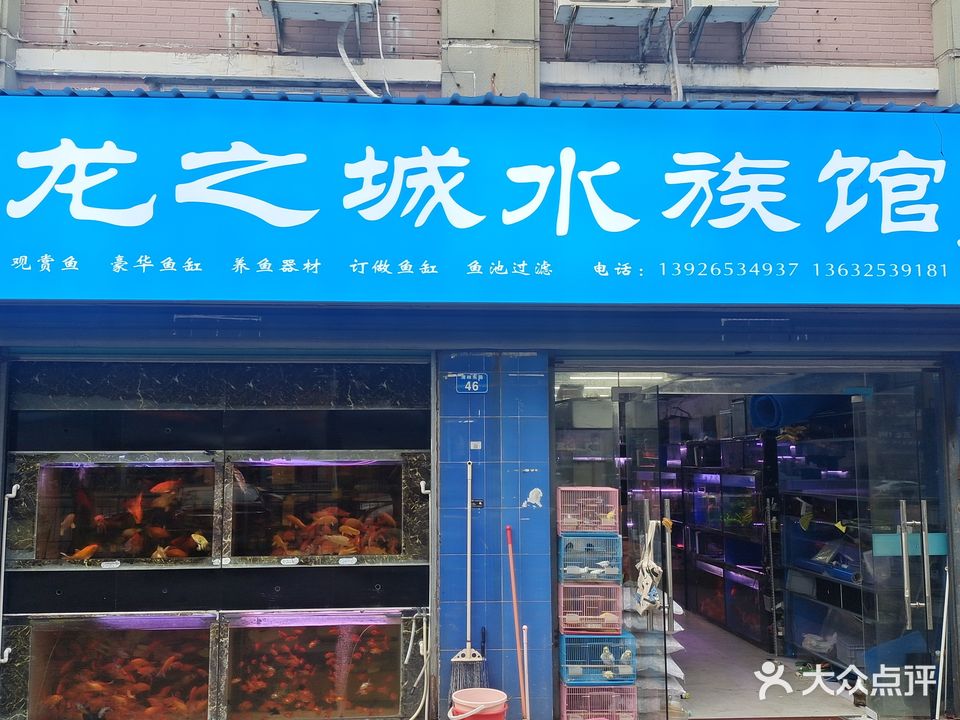 龙之城水族馆
观赏鱼 豪华鱼缸 养鱼器材 订做鱼缸 鱼池过滤 电话：13926534937 13632539181
46
大众点评